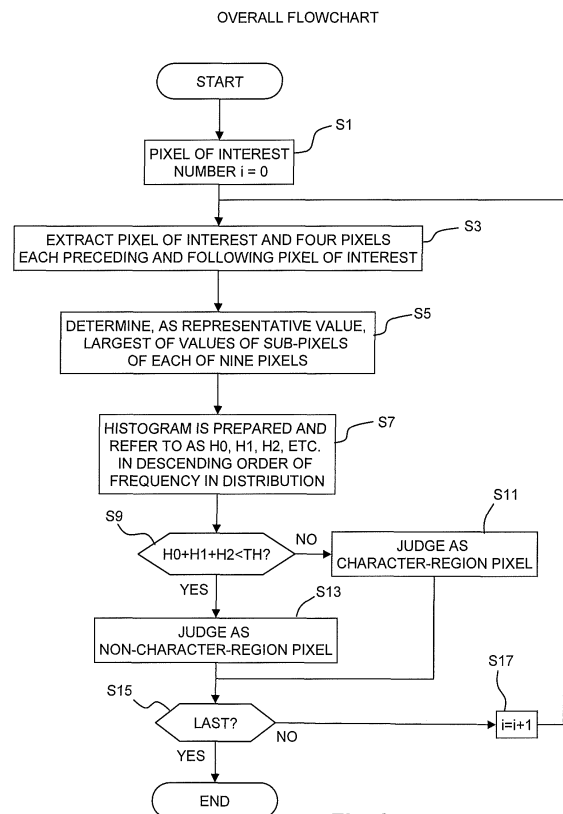 OVERALL FLOWCHART
START
S1
PIXEL OF INTEREST
NUMBER i = 0
S3
EXTRACT PIXEL OF INTEREST AND FOUR PIXELS
EACH PRECEDING AND FOLLOWING PIXEL OF INTEREST
S5
DETERMINE, AS REPRESENTATIVE VALUE,
LARGEST OF VALUES OF SUB-PIXELS
OF EACH OF NINE PIXELS
S7
HISTOGRAM IS PREPARED AND
REFER TO AS H0, H1, H2, ETC.
IN DESCENDING ORDER OF
FREQUENCY IN DISTRIBUTION
S9
H0+H1+H2<TH?
NO
S11
JUDGE AS
CHARACTER-REGION PIXEL
YES
S13
JUDGE AS
NON-CHARACTER-REGION PIXEL
S15
LAST?
NO
S17
i=i+1
YES
END